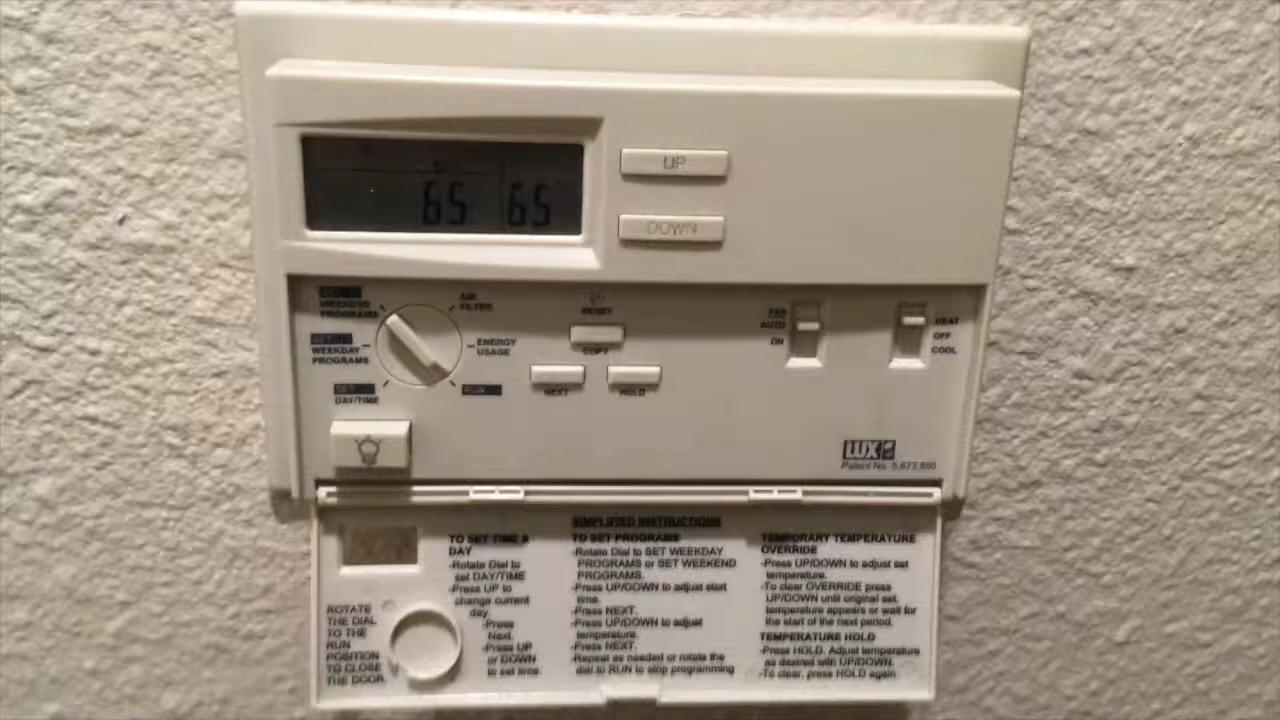 65 65
UP
DOWN
SET
WEEKEND
PROGRAMS
AIR
FILTER
WEEKDAY
PROGRAMS
ENERGY
USAGE
SET
DAY/TIME
RUN
RESET
COPY
NEXT
HOLD
FAN
AUTO
ON
HEAT
OFF
COOL
LUX
Patent No. 5,673,850
SIMPLIFIED INSTRUCTIONS
TO SET TIME &
DAY
-Rotate Dial to
set DAY/TIME
-Press UP to
change current
day
-Press
Next.
-Press UP
or DOWN
to set time.
TO SET PROGRAMS
-Rotate Dial to SET WEEKDAY
PROGRAMS or SET WEEKEND
PROGRAMS.
-Press UP/DOWN to adjust start
time.
-Press NEXT.
-Press UP/DOWN to adjust
temperature.
-Press NEXT.
-Repeat as needed or rotate the
dial to RUN to stop programming
TEMPORARY TEMPERATURE
OVERRIDE
-Press UP/DOWN to adjust set
temperature.
-To clear OVERRIDE press
UP/DOWN until original set
temperature appears or wait for
the start of the next period.
TEMPERATURE HOLD
-Press HOLD. Adjust temperature
as desired with UP/DOWN.
-To clear, press HOLD again
ROTATE
THE DIAL
TO THE
RUN
POSITION
TO CLOSE
THE DOOR